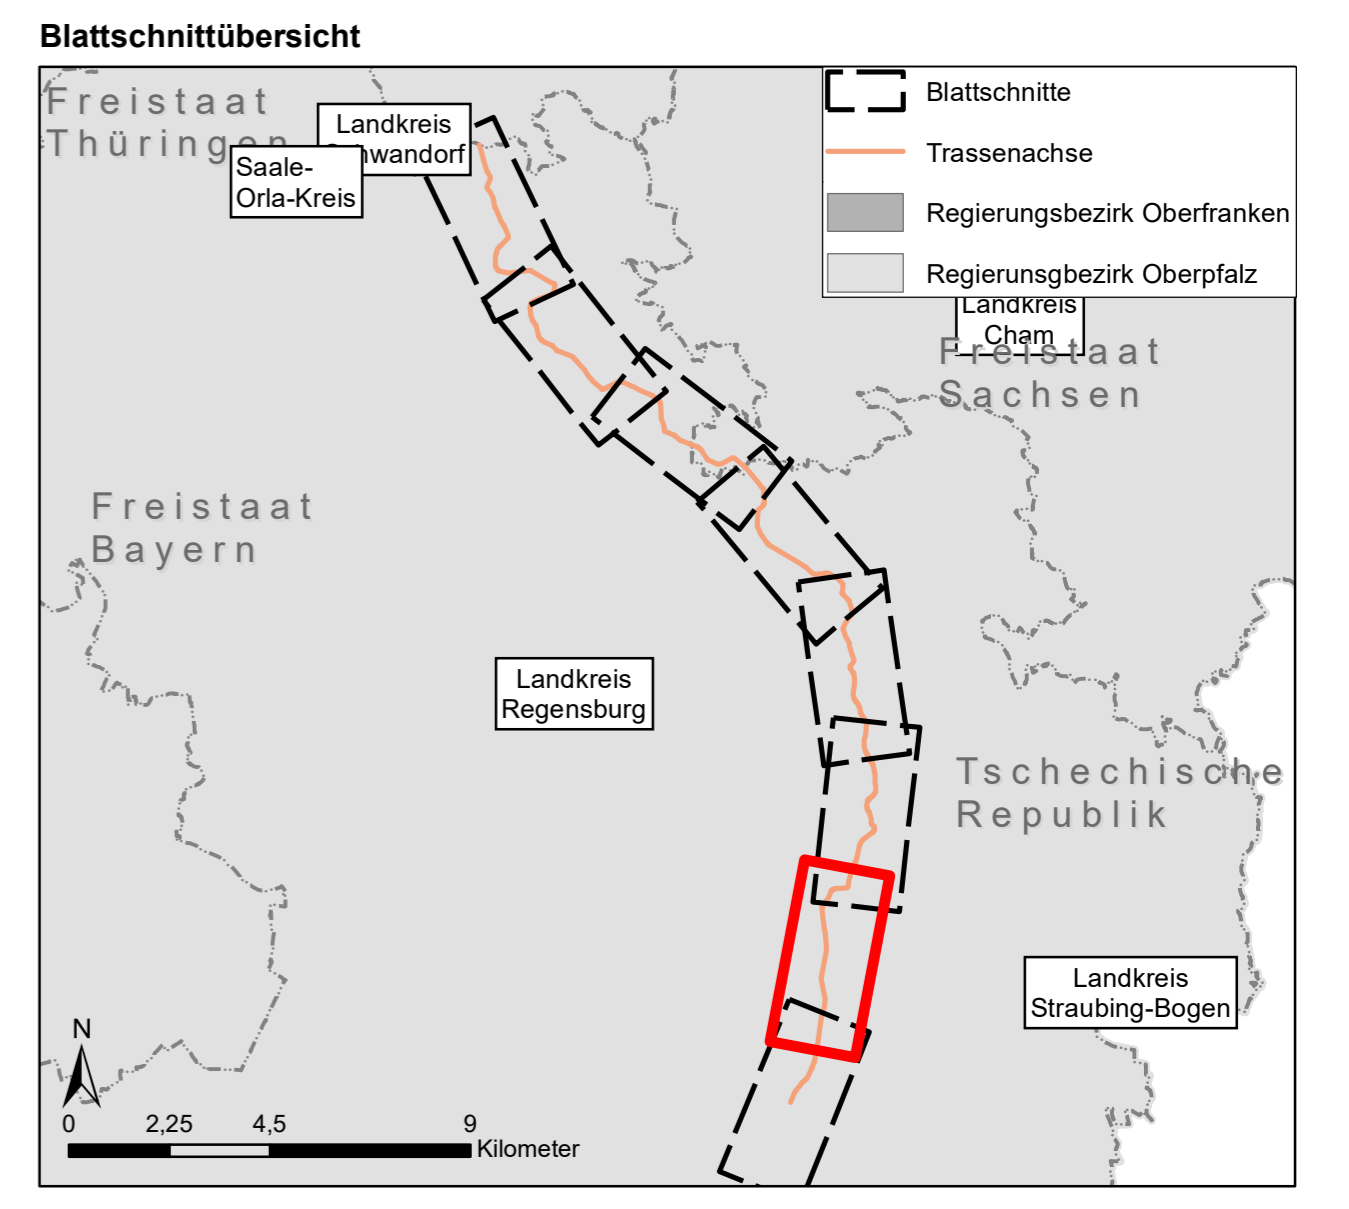 Blattschnittübersicht
Freistaat
Thüringen
Landkreis
Saale-
Orla-Kreis
Blattschnitte
Trassenachse
Regierungsbezirk Oberfranken
Regierunsgbezirk Oberpfalz
Landkreis
Cham
Freistaat
Sachsen
Freistaat
Bayern
Landkreis
Regensburg
Tschechische
Republik
Landkreis
Straubing-Bogen
N
0 2,25 4,5 9
Kilometer